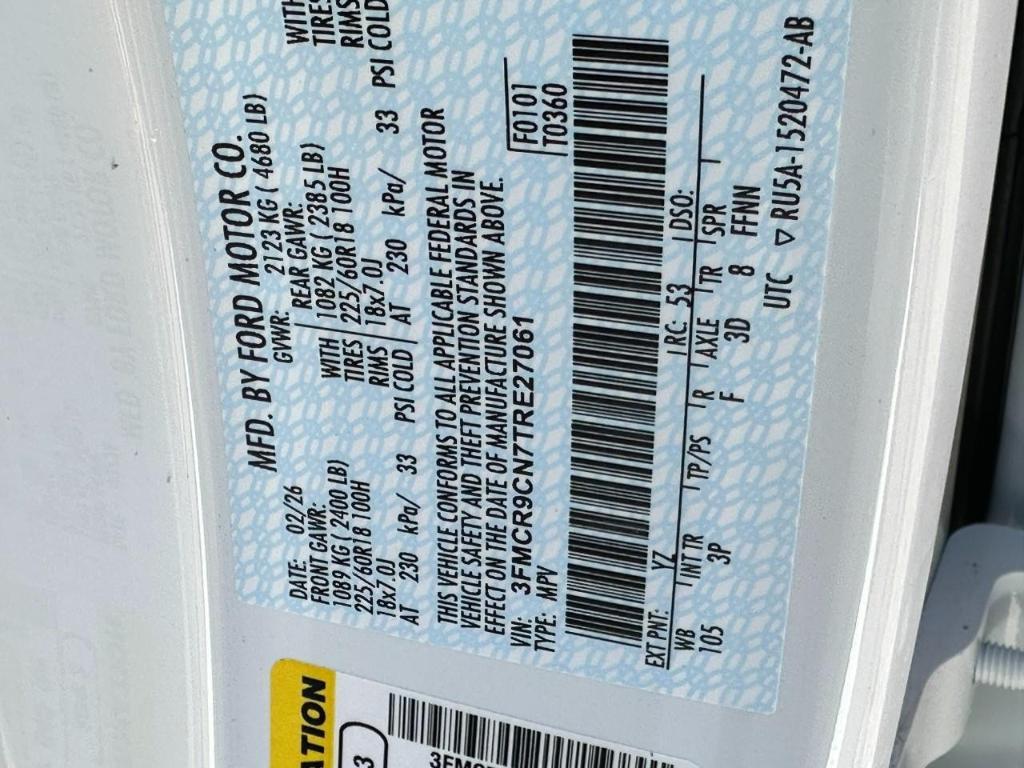 MFD. BY FORD MOTOR CO.
DATE: 02/26 GVWR: 2123 KG ( 4680 LB)
FRONT GAWR: REAR GAWR:
1089 KG ( 2400 LB) WITH 1082 KG ( 2385 LB) WITH
225/60R18 100H TIRES 225/60R18 100H TIRES
18x7.0J RIMS 18x7.0J RIMS
AT 230 kPa/ 33 PSI COLD AT 230 kPa/ 33 PSI COLD
THIS VEHICLE CONFORMS TO ALL APPLICABLE FEDERAL MOTOR
VEHICLE SAFETY AND THEFT PREVENTION STANDARDS IN
EFFECT ON THE DATE OF MANUFACTURE SHOWN ABOVE.
VIN: 3FMCR9CN7TRE27061 F0101
TYPE: MPV T0360
EXT PNT: YZ RC: 53 DSO:
WB INT TR TP/PS R AXLE TR SPR
105 3P F 3D 8 FFNN
UTC ▽ RU5A-1520472-AB
ATION
3